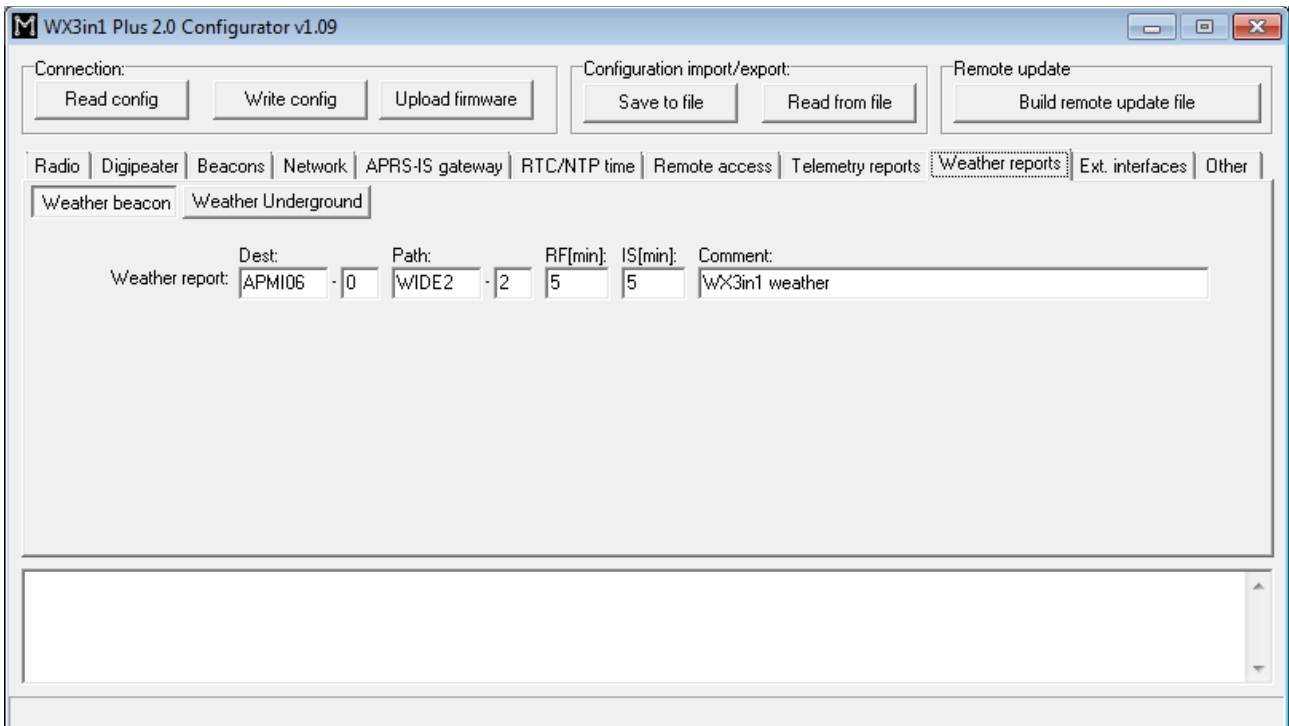 WX3in1 Plus 2.0 Configurator v1.09
Connection: Configuration import/export: Remote update
Read config Write config Upload firmware Save to file Read from file Build remote update file
Radio Digipeater Beacons Network APRS-IS gateway RTC/NTP time Remote access Telemetry reports Weather reports Ext. interfaces Other
Weather beacon Weather Underground
Dest: Path: RF[min]: IS[min]: Comment:
Weather report: APMI06 - 0 WIDE2 - 2 5 5 WX3in1 weather